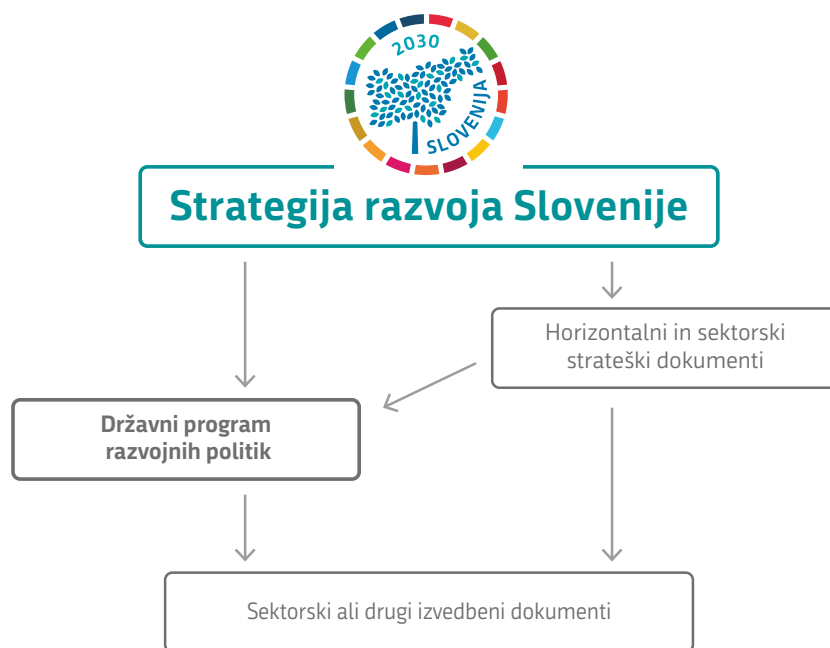 2030
SLOVENIJA
Strategija razvoja Slovenije
Horizontalni in sektorski
strateški dokumenti
Državni program
razvojnih politik
Sektorski ali drugi izvedbeni dokumenti